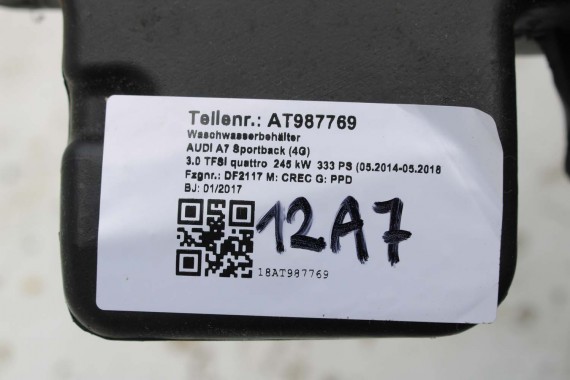 Teilenr.: AT987769
Waschwasserbehälter
AUDI A7 Sportback (4G)
3.0 TFSI quattro 245 kW 333 PS (05.2014-05.2018
Fzgnr.: DF2117 M: CREC G: PPD
BJ: 01/2017
12A7
18AT987769